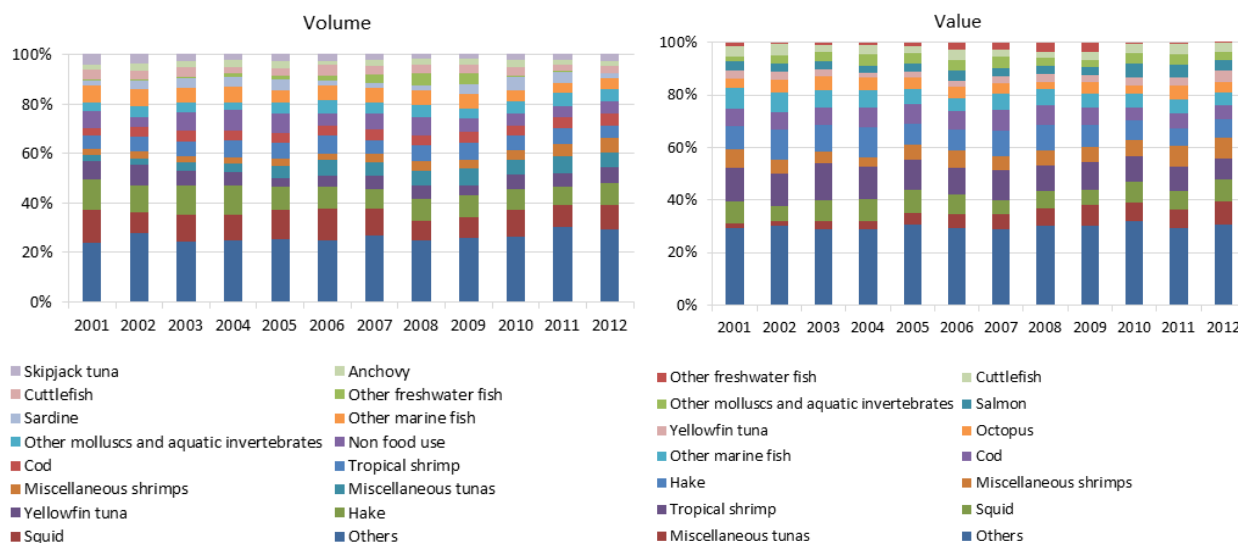 Volume
100%
80%
60%
40%
20%
0%
2001 2002 2003 2004 2005 2006 2007 2008 2009 2010 2011 2012
Skipjack tuna Anchovy
Cuttlefish Other freshwater fish
Sardine Other marine fish
Other molluscs and aquatic invertebrates Non food use
Cod Tropical shrimp
Miscellaneous shrimps Miscellaneous tunas
Yellowfin tuna Hake
Squid Others
Value
100%
80%
60%
40%
20%
0%
2001 2002 2003 2004 2005 2006 2007 2008 2009 2010 2011 2012
Other freshwater fish Cuttlefish
Other molluscs and aquatic invertebrates Salmon
Yellowfin tuna Octopus
Other marine fish Cod
Hake Miscellaneous shrimps
Tropical shrimp Squid
Miscellaneous tunas Others